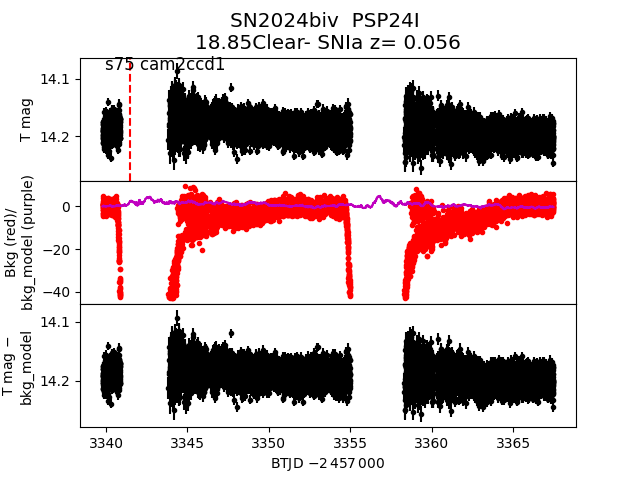 SN2024biv  PSP24I
18.85Clear- SNIa z= 0.056
s75 cam2ccd1
14.1
14.2
T mag
0
−20
−40
Bkg (red)/
bkg_model (purple)
14.1
14.2
T mag −
bkg_model
3340 3345 3350 3355 3360 3365
BTJD −2 457 000